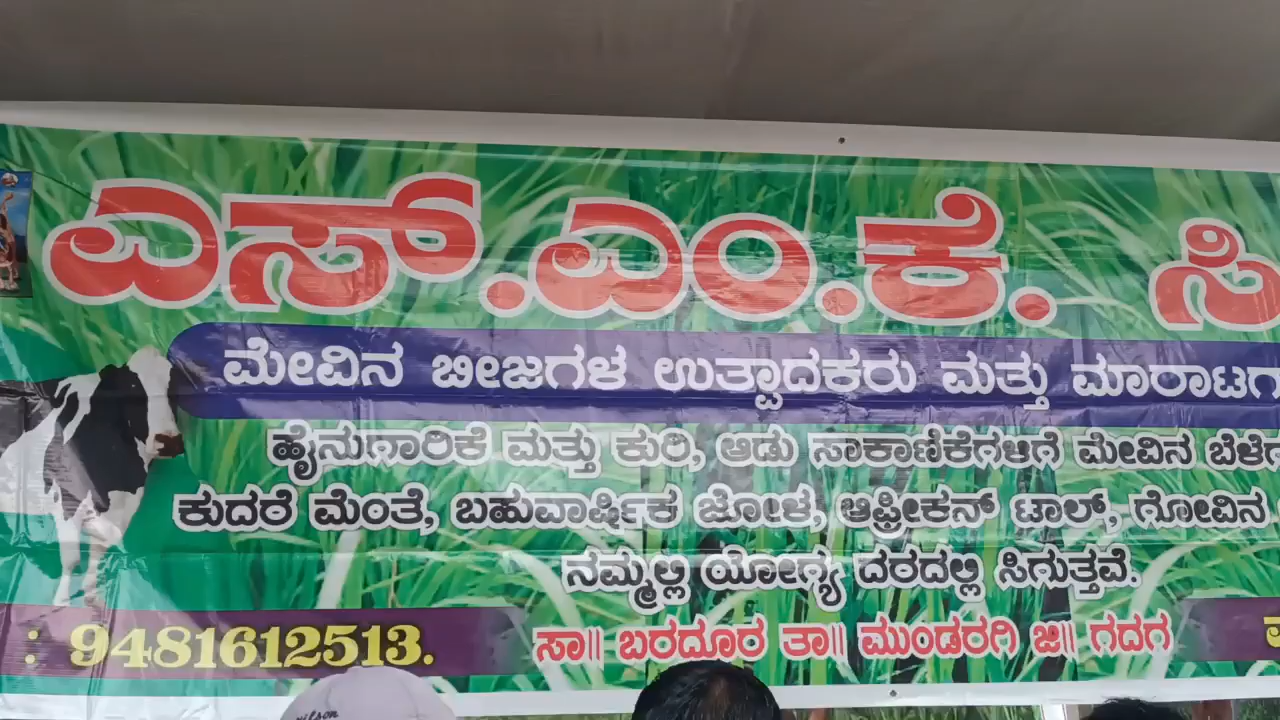 ಎಸ್.ಎಂ.ಕೆ. ಸಿ
ಮೇವಿನ ಬೀಜಗಳ ಉತ್ಪಾದಕರು ಮತ್ತು ಮಾರಾಟಗ
ಹೈನುಗಾರಿಕೆ ಮತ್ತು ಕುರಿ, ಆಡು ಸಾಕಾಣಿಕೆಗಳಿಗೆ ಮೇವಿನ ಬೆಳೆಗ
ಕುದರೆ ಮೆಂತೆ, ಬಹುವಾರ್ಷಿಕ ಜೋಳ, ಆಫ್ರೀಕನ್ ಟಾಲ್, ಗೋವಿನ
ನಮ್ಮಲ್ಲಿ ಯೋಗ್ಯ ದರದಲ್ಲಿ ಸಿಗುತ್ತವೆ.
: 9481612513.
ಸಾ|| ಬರದೂರ ತಾ|| ಮುಂಡರಗಿ ಜಿ|| ಗದಗ